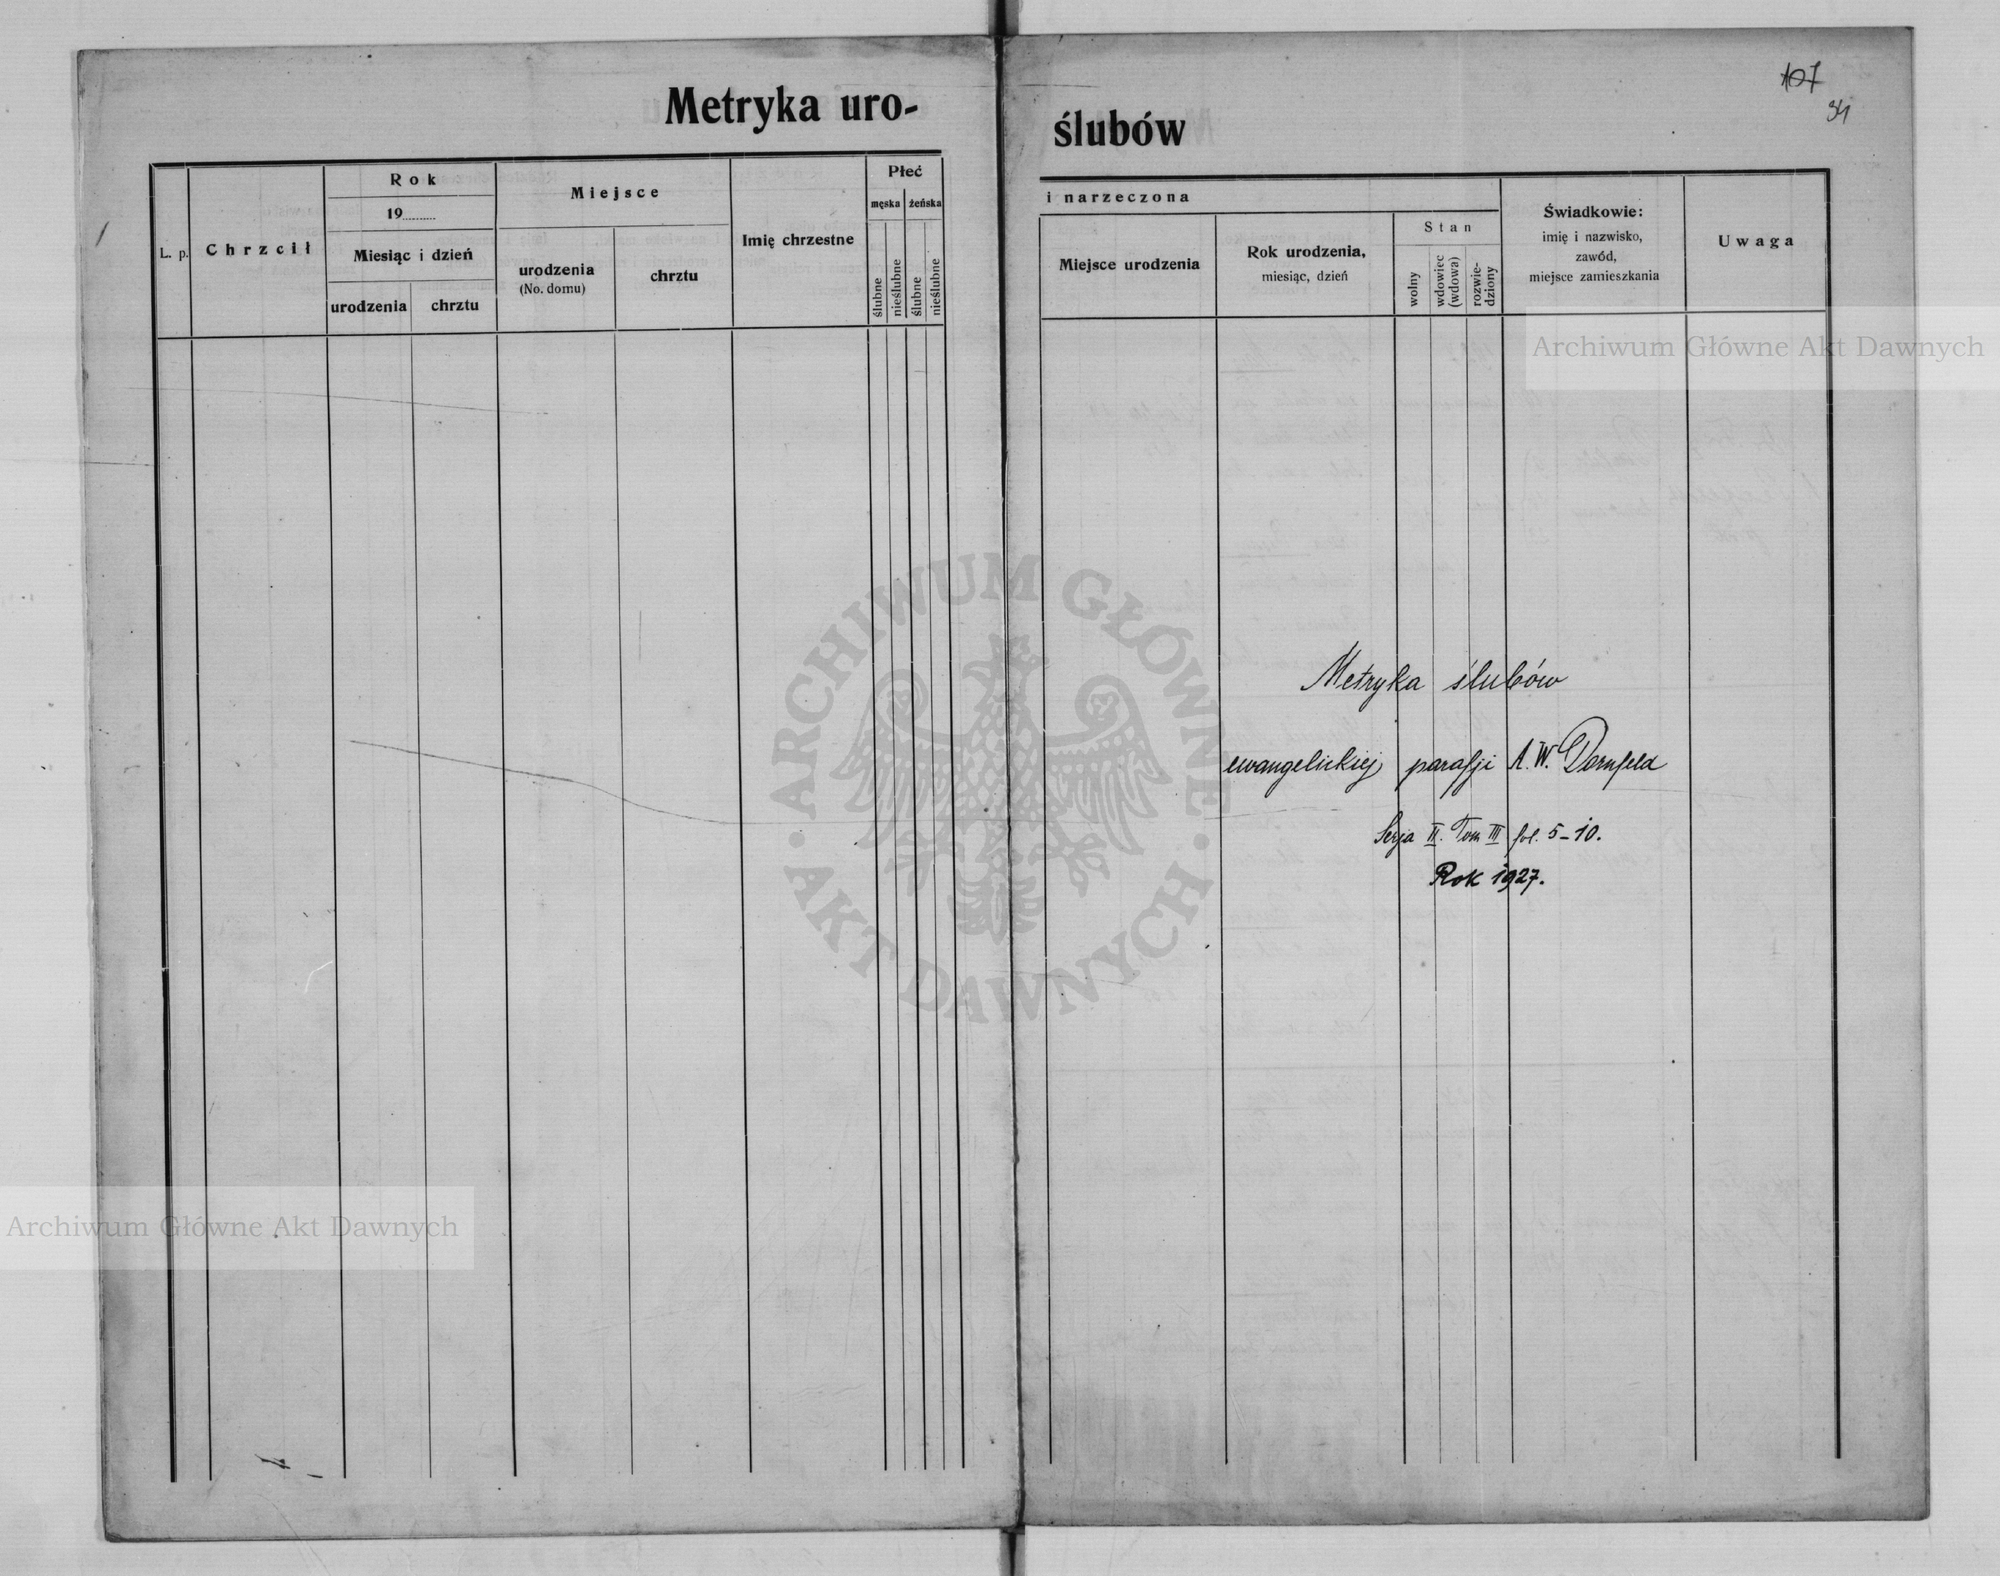 Metryka uro-
L. p.
Chrzcił
Rok
19
Miesiąc i dzień
urodzenia
chrztu
Miejsce
urodzenia
(No. domu)
chrztu
Imię chrzestne
Płeć
męska
żeńska
ślubne
nieślubne
ślubne
nieślubne
107
34
ślubów
i narzeczona
Miejsce urodzenia
Rok urodzenia,
miesiąc, dzień
Stan
wolny
wdowiec
(wdowa)
rozwie-
dziony
Świadkowie:
imię i nazwisko,
zawód,
miejsce zamieszkania
Uwaga
Metryka ślubów
ewangelickiej parafji A. W. Dornfeld
Serja II. Tom III fol. 5-10.
Rok 1927.
Archiwum Główne Akt Dawnych
ARCHIWUM GŁÓWNE · AKT DAWNYCH ·
Archiwum Główne Akt Dawnych